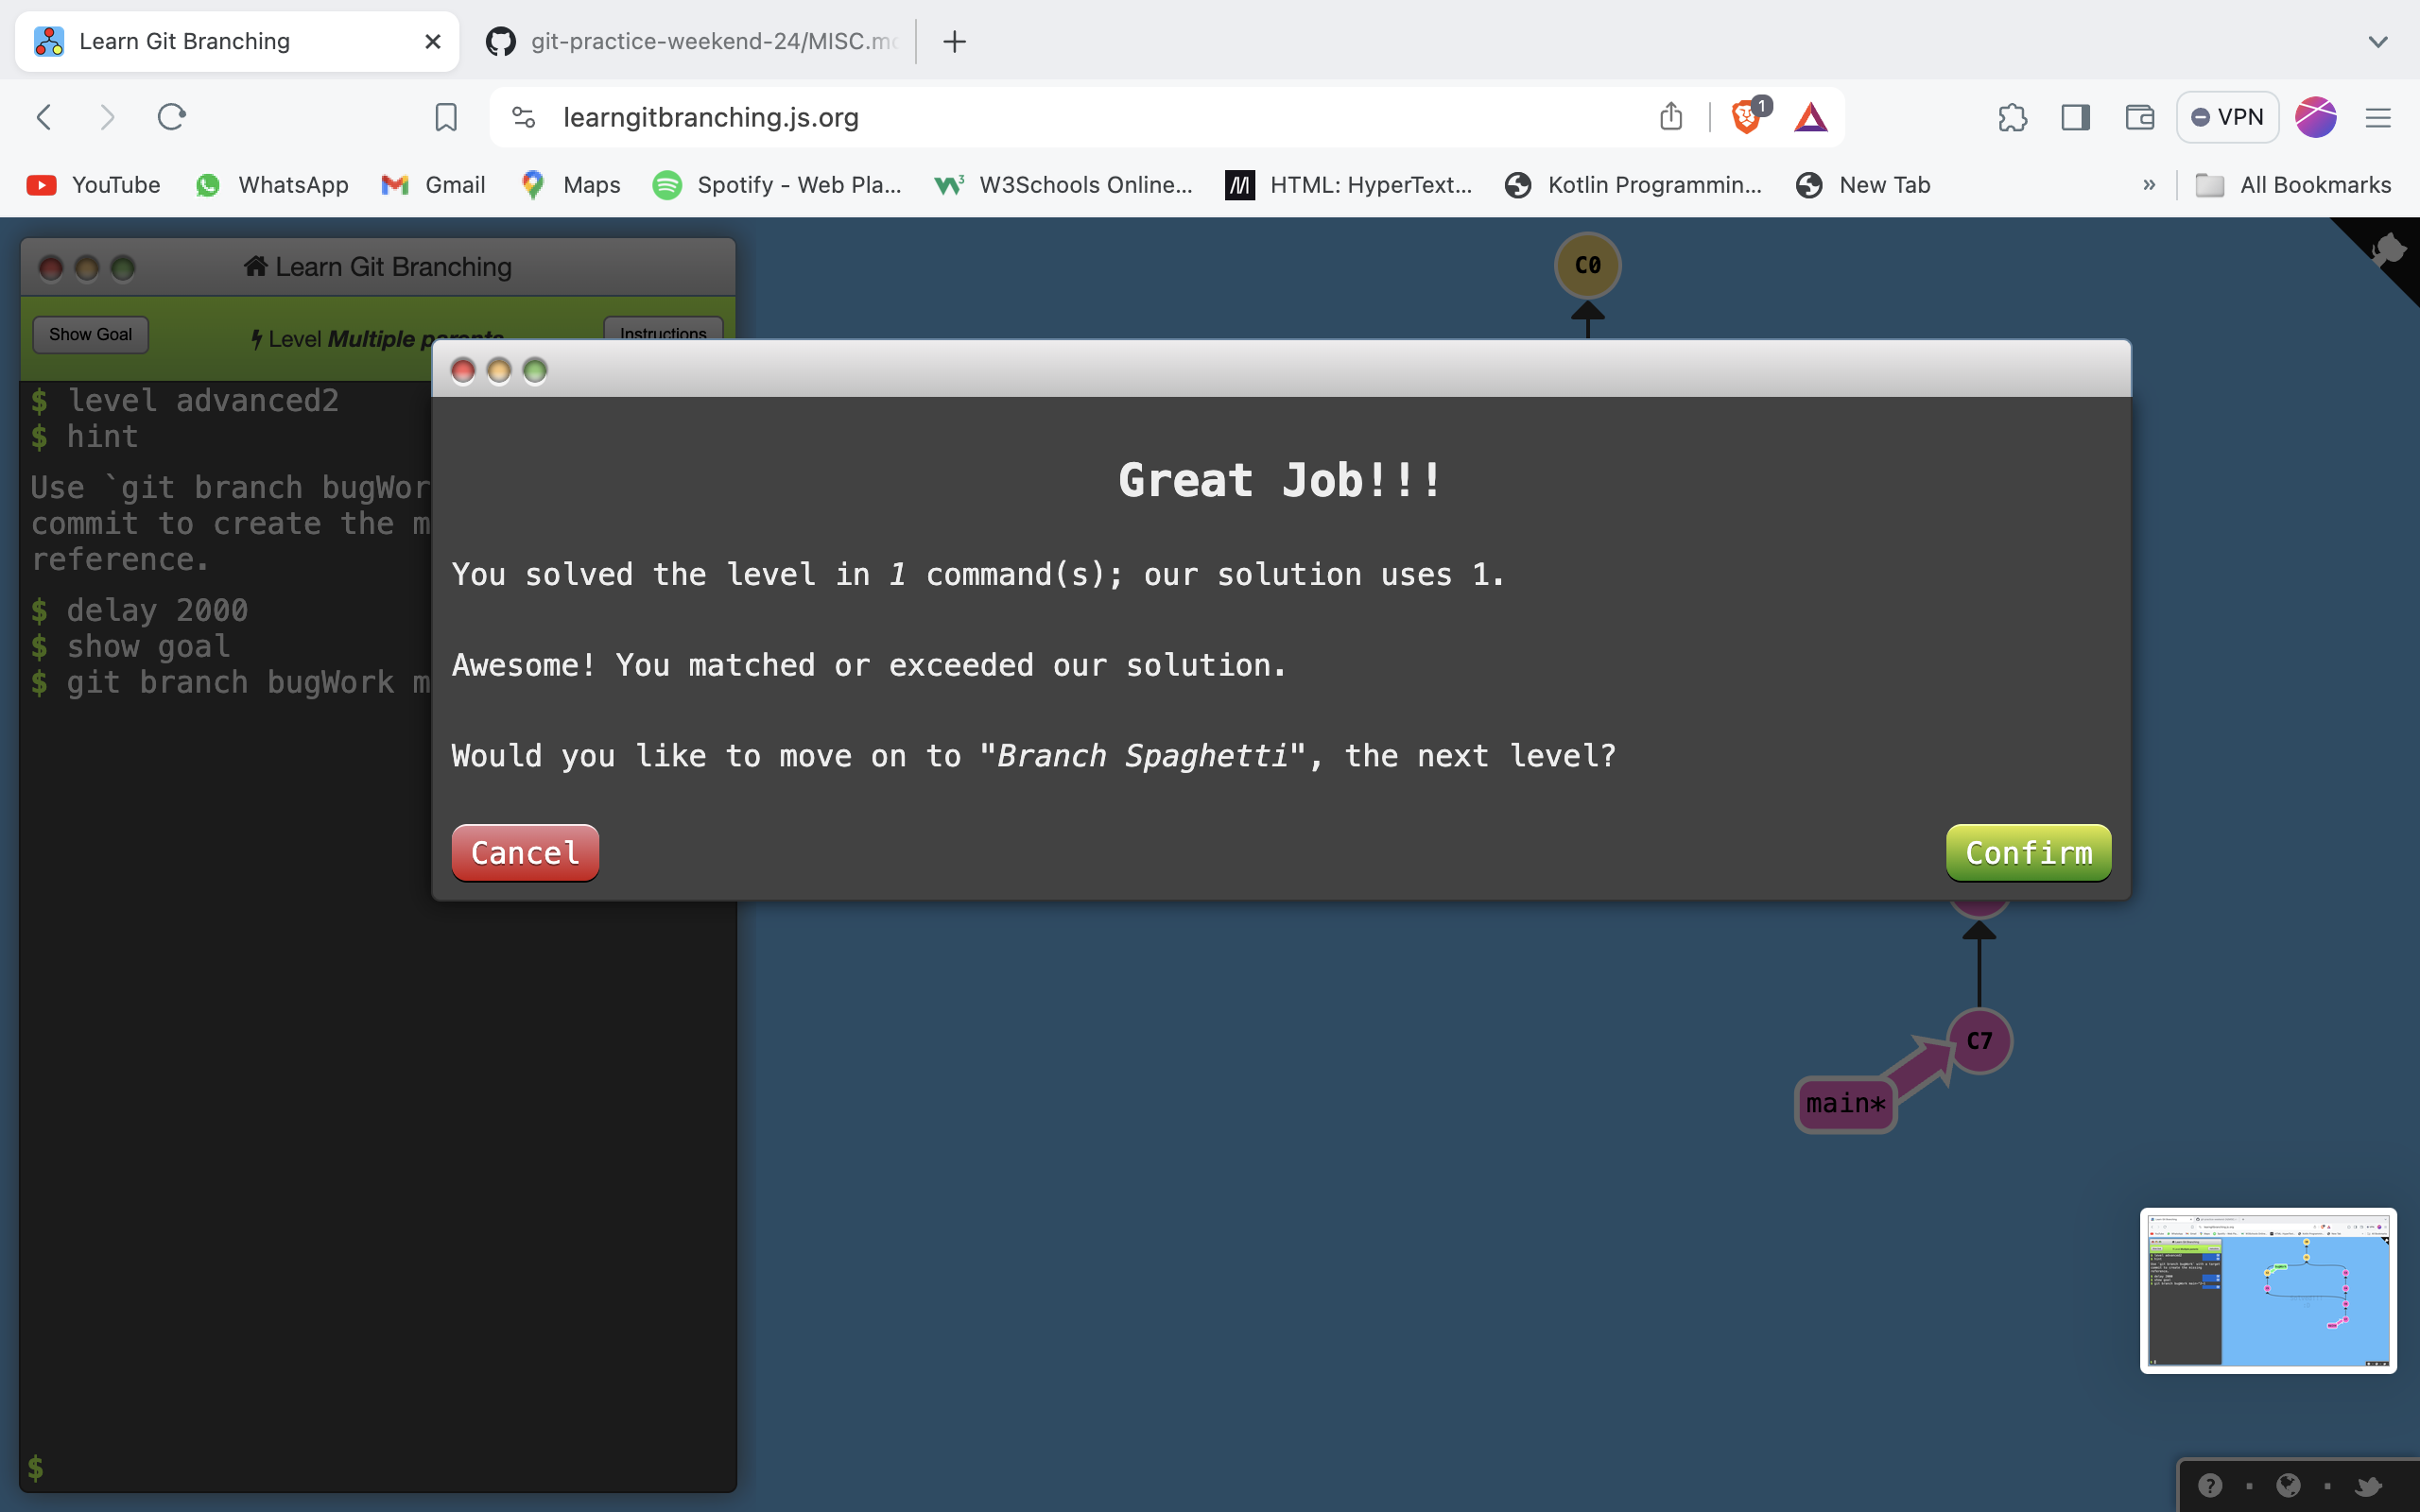 Learn Git Branching
git-practice-weekend-24/MISC.m
learngitbranching.js.org
1
VPN
YouTube
WhatsApp
Gmail
Maps
Spotify - Web Pla...
W3Schools Online...
HTML: HyperText...
Kotlin Programmin...
New Tab
»
All Bookmarks
Learn Git Branching
Show Goal
Level Multiple parents
Instructions
$ level advanced2
$ hint
Use `git branch bugWor
commit to create the m
reference.
$ delay 2000
$ show goal
$ git branch bugWork m
$
C0
Great Job!!!
You solved the level in 1 command(s); our solution uses 1.
Awesome! You matched or exceeded our solution.
Would you like to move on to "Branch Spaghetti", the next level?
Cancel
Confirm
C7
main*